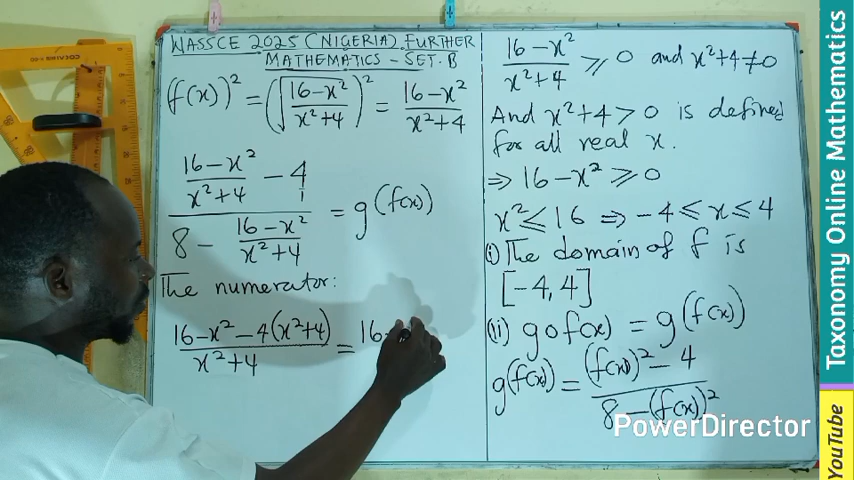 WASSCE 2025 (NIGERIA) FURTHER
MATHEMATICS - SET. B
(f(x))² = (√(16-x²)/(x²+4))² = (16-x²)/(x²+4)
((16-x²)/(x²+4) - 4/1)/(8 - (16-x²)/(x²+4)) = g(f(x))
The numerator:
(16-x² - 4(x²+4))/(x²+4) = 16-
(16-x²)/(x²+4) ⩾ 0 and x²+4≠0
And x²+4 > 0 is defined
for all real x.
⇒ 16-x² ⩾ 0
x² ⩽ 16 ⇒ -4 ⩽ x ⩽ 4
(i) The domain of f is
[-4, 4]
(ii) gof(x) = g(f(x))
g(f(x)) = ((f(x))² - 4)/(8 - (f(x))²)
PowerDirector
Taxonomy Online Mathematics
YouTube